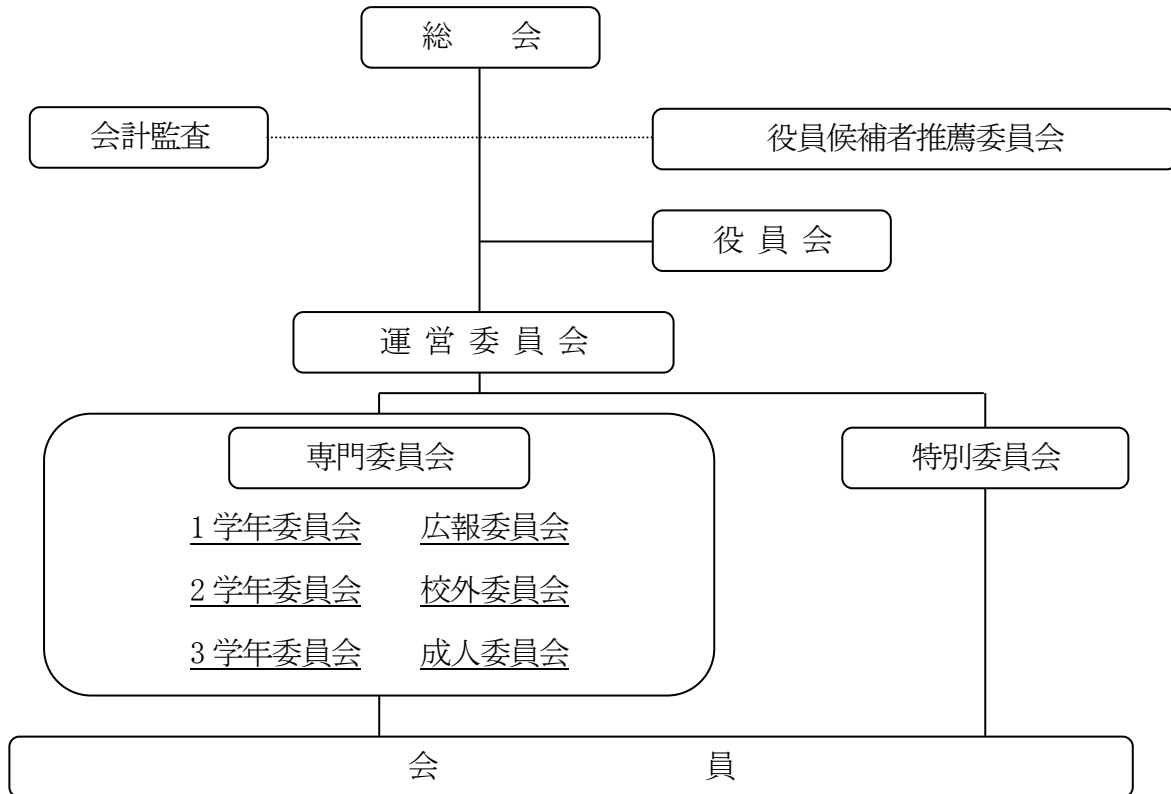 総　　会
会計監査
役員候補者推薦委員会
役 員 会
運 営 委 員 会
専門委員会
特別委員会
1学年委員会　広報委員会
2学年委員会　校外委員会
3学年委員会　成人委員会
会　　　　員